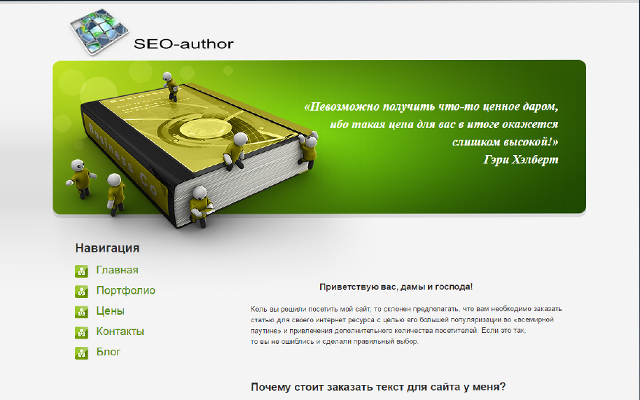 SEO-author
«Невозможно получить что-то ценное даром,
ибо такая цена для вас в итоге окажется
слишком высокой!»
Гэри Хэлберт
Business
Business Co
Навигация
Главная
Портфолио
Цены
Контакты
Блог
Приветствую вас, дамы и господа!
Коль вы решили посетить мой сайт, то склонен предполагать, что вам необходимо заказать
статью для своего интернет ресурса с целью его большей популяризации во «всемирной
паутине» и привлечения дополнительного количества посетителей. Если это так,
то вы не ошиблись и сделали правильный выбор.
Почему стоит заказать текст для сайта у меня?